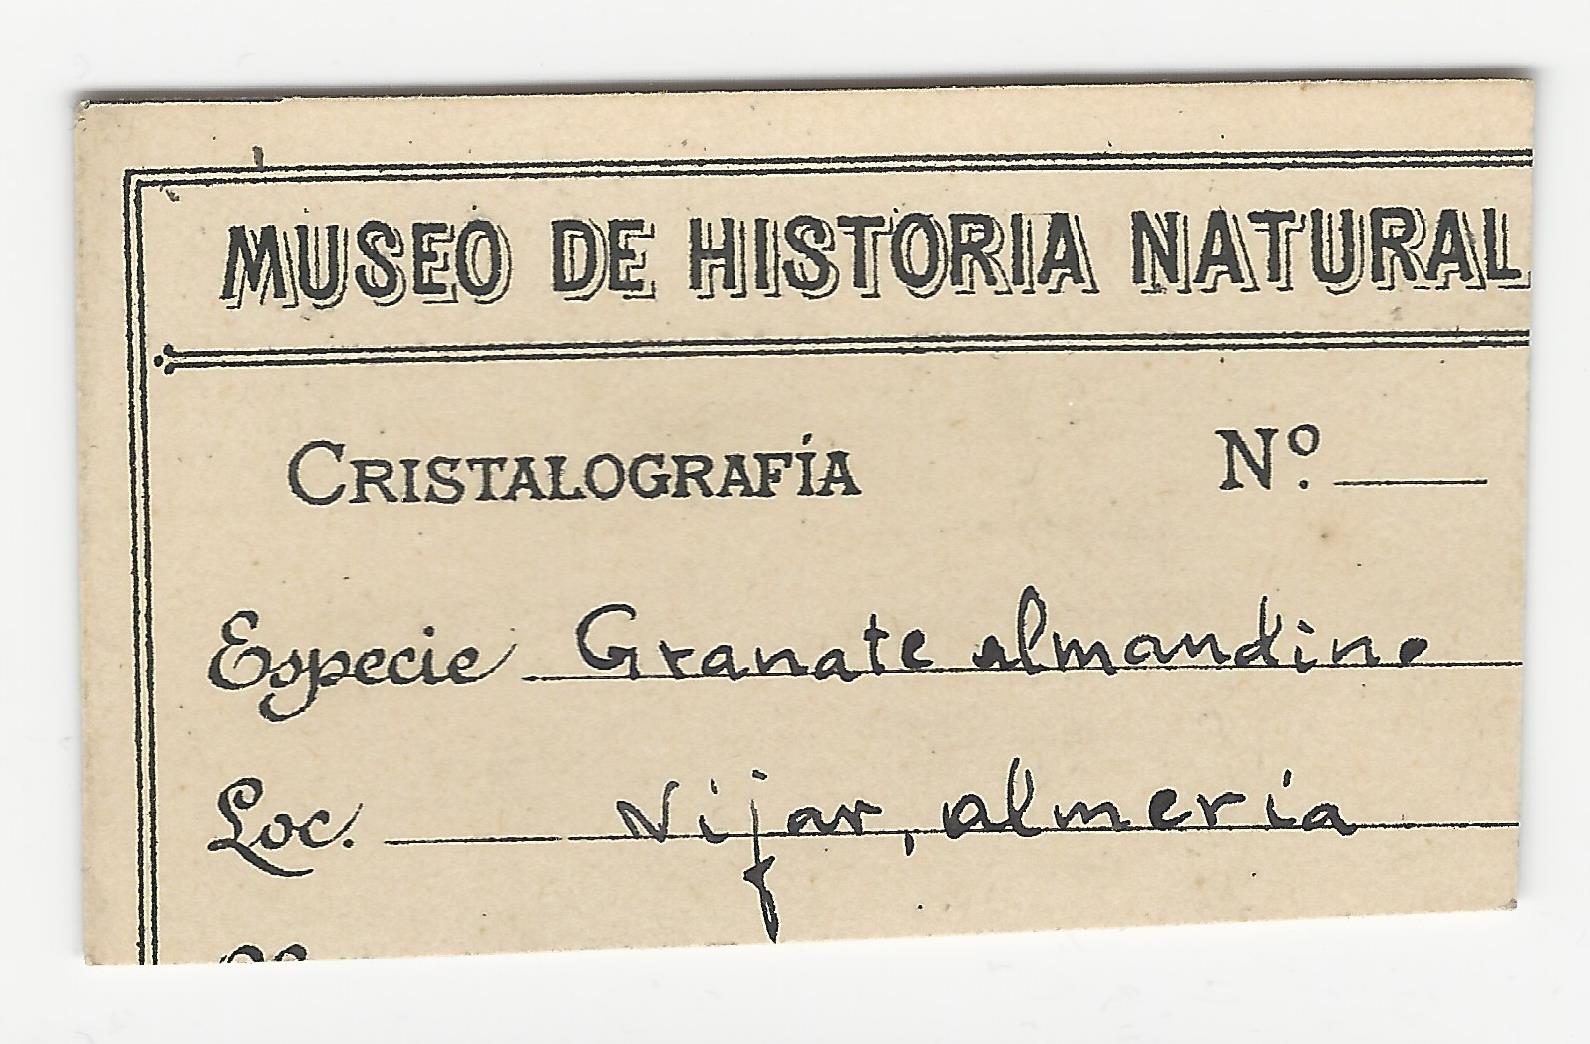 MUSEO DE HISTORIA NATURAL
CRISTALOGRAFÍA Nº.
Especie Granate almandino
Loc. Nijar, almeria